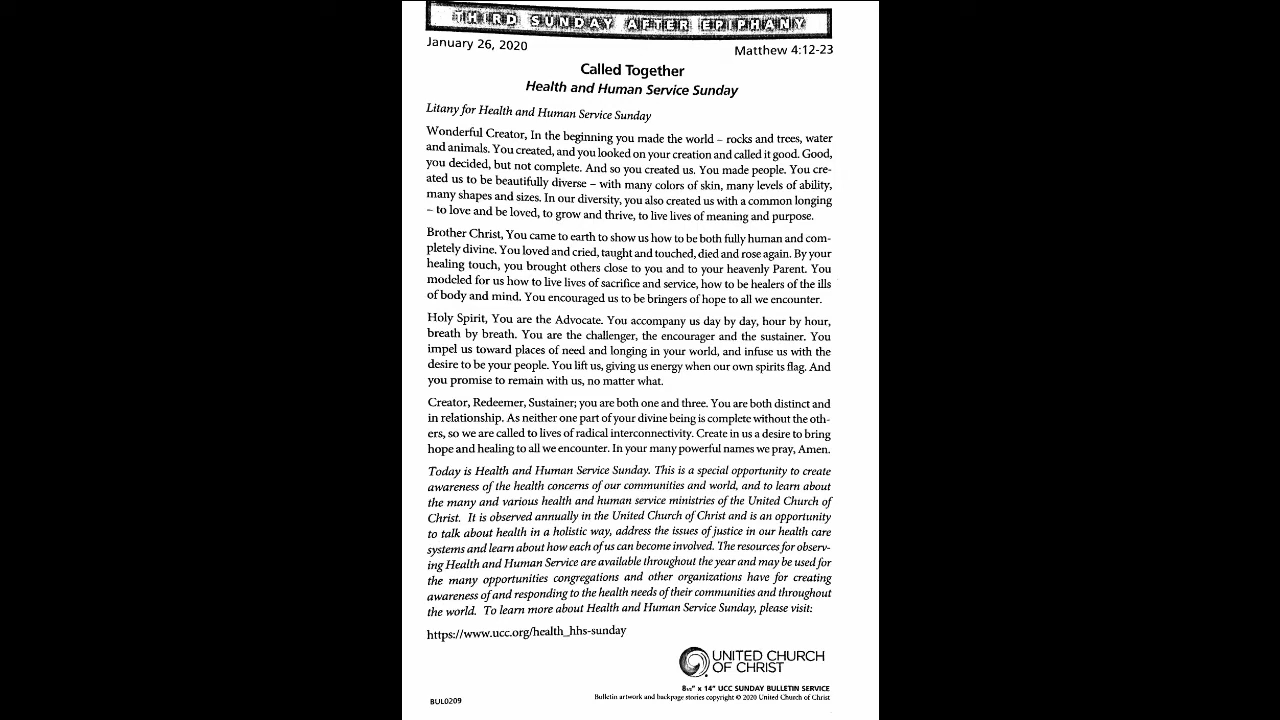 THIRD SUNDAY AFTER EPIPHANY
January 26, 2020
Matthew 4:12-23
Called Together
Health and Human Service Sunday
Litany for Health and Human Service Sunday
Wonderful Creator, In the beginning you made the world – rocks and trees, water
and animals. You created, and you looked on your creation and called it good. Good,
you decided, but not complete. And so you created us. You made people. You cre-
ated us to be beautifully diverse – with many colors of skin, many levels of ability,
many shapes and sizes. In our diversity, you also created us with a common longing
– to love and be loved, to grow and thrive, to live lives of meaning and purpose.
Brother Christ, You came to earth to show us how to be both fully human and com-
pletely divine. You loved and cried, taught and touched, died and rose again. By your
healing touch, you brought others close to you and to your heavenly Parent. You
modeled for us how to live lives of sacrifice and service, how to be healers of the ills
of body and mind. You encouraged us to be bringers of hope to all we encounter.
Holy Spirit, You are the Advocate. You accompany us day by day, hour by hour,
breath by breath. You are the challenger, the encourager and the sustainer. You
impel us toward places of need and longing in your world, and infuse us with the
desire to be your people. You lift us, giving us energy when our own spirits flag. And
you promise to remain with us, no matter what.
Creator, Redeemer, Sustainer; you are both one and three. You are both distinct and
in relationship. As neither one part of your divine being is complete without the oth-
ers, so we are called to lives of radical interconnectivity. Create in us a desire to bring
hope and healing to all we encounter. In your many powerful names we pray, Amen.
Today is Health and Human Service Sunday. This is a special opportunity to create
awareness of the health concerns of our communities and world, and to learn about
the many and various health and human service ministries of the United Church of
Christ. It is observed annually in the United Church of Christ and is an opportunity
to talk about health in a holistic way, address the issues of justice in our health care
systems and learn about how each of us can become involved. The resources for observ-
ing Health and Human Service are available throughout the year and may be used for
the many opportunities congregations and other organizations have for creating
awareness of and responding to the health needs of their communities and throughout
the world. To learn more about Health and Human Service Sunday, please visit:
https://www.ucc.org/health_hhs-sunday
UNITED CHURCH
OF CHRIST
8½" x 14" UCC SUNDAY BULLETIN SERVICE
Bulletin artwork and backpage stories copyright © 2020 United Church of Christ
BUL0209